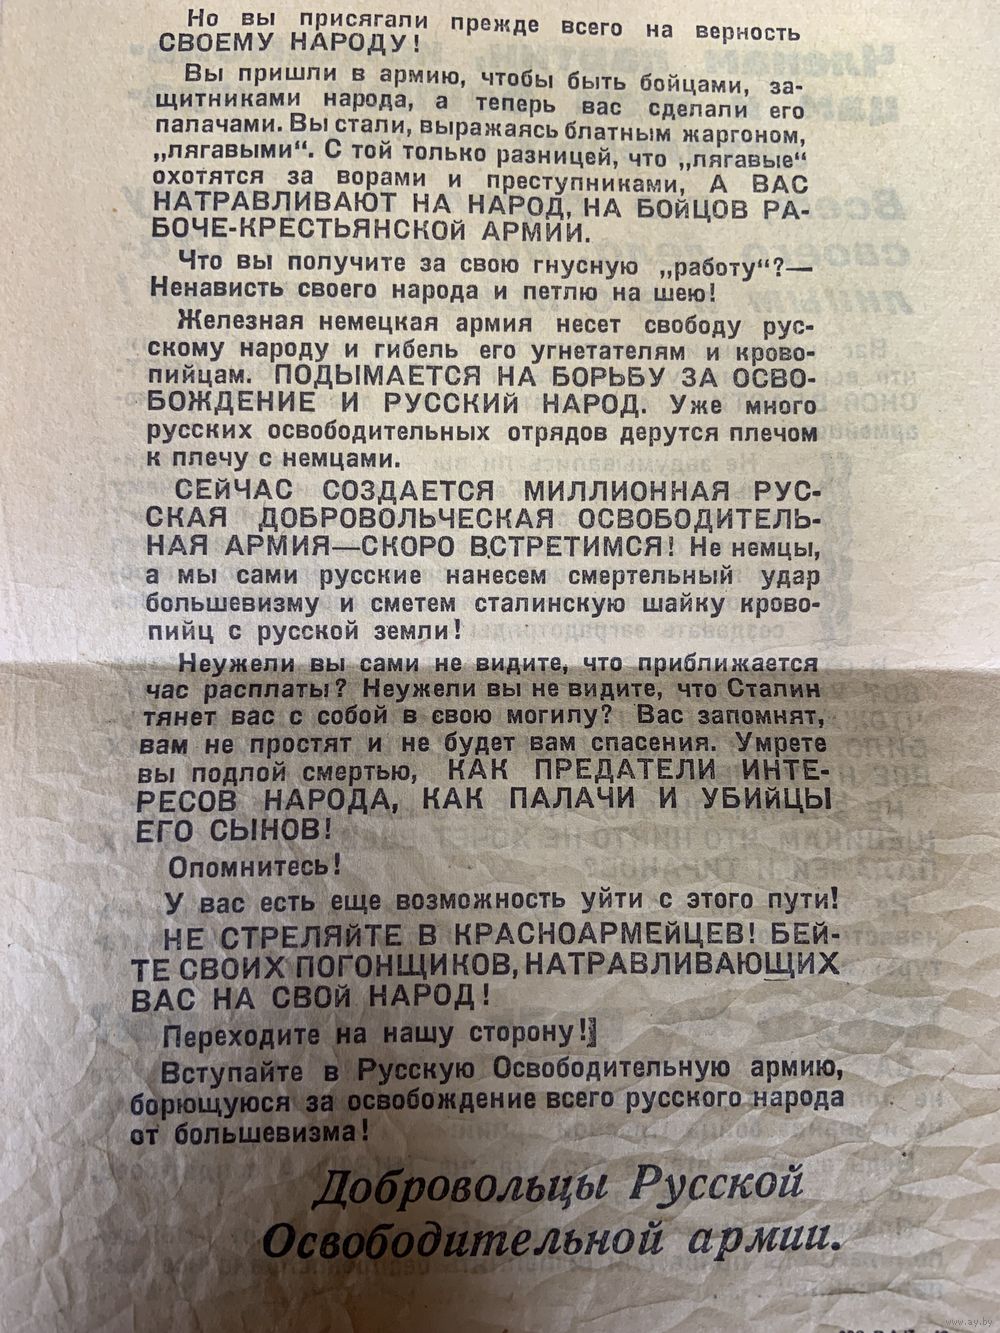 Но вы присягали прежде всего на верность
СВОЕМУ НАРОДУ!
Вы пришли в армию, чтобы быть бойцами, за-
щитниками народа, а теперь вас сделали его
палачами. Вы стали, выражаясь блатным жаргоном,
„лягавыми“. С той только разницей, что „лягавые“
охотятся за ворами и преступниками, А ВАС
НАТРАВЛИВАЮТ НА НАРОД, НА БОЙЦОВ РА-
БОЧЕ-КРЕСТЬЯНСКОЙ АРМИИ.
Что вы получите за свою гнусную „работу“?—
Ненависть своего народа и петлю на шею!
Железная немецкая армия несет свободу рус-
скому народу и гибель его угнетателям и крово-
пийцам. ПОДЫМАЕТСЯ НА БОРЬБУ ЗА ОСВО-
БОЖДЕНИЕ И РУССКИЙ НАРОД. Уже много
русских освободительных отрядов дерутся плечом
к плечу с немцами.
СЕЙЧАС СОЗДАЕТСЯ МИЛЛИОННАЯ РУС-
СКАЯ ДОБРОВОЛЬЧЕСКАЯ ОСВОБОДИТЕЛЬ-
НАЯ АРМИЯ—СКОРО ВСТРЕТИМСЯ! Не немцы,
а мы сами русские нанесем смертельный удар
большевизму и сметем сталинскую шайку крово-
пийц с русской земли!
Неужели вы сами не видите, что приближается
час расплаты? Неужели вы не видите, что Сталин
тянет вас с собой в свою могилу? Вас запомнят,
вам не простят и не будет вам спасения. Умрете
вы подлой смертью, КАК ПРЕДАТЕЛИ ИНТЕ-
РЕСОВ НАРОДА, КАК ПАЛАЧИ И УБИЙЦЫ
ЕГО СЫНОВ!
Опомнитесь!
У вас есть еще возможность уйти с этого пути!
НЕ СТРЕЛЯЙТЕ В КРАСНОАРМЕЙЦЕВ! БЕЙ-
ТЕ СВОИХ ПОГОНЩИКОВ, НАТРАВЛИВАЮЩИХ
ВАС НА СВОЙ НАРОД!
Переходите на нашу сторону!
Вступайте в Русскую Освободительную армию,
борющуюся за освобождение всего русского народа
от большевизма!
Добровольцы Русской
Освободительной армии.
www.ay.by